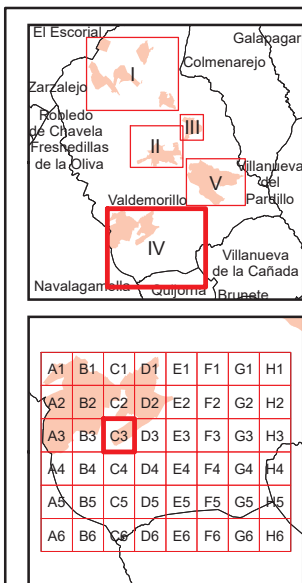 El Escorial
Galapagar
Colmenarejo
I
Zarzalejo
Robledo
de Chavela
III
Fresnedillas
de la Oliva
II
V
Villanueva
del
Pardillo
Valdemorillo
IV
Villanueva
de la Cañada
Navalagamella
Quijorna
Brunete
A1 B1 C1 D1 E1 F1 G1 H1
A2 B2 C2 D2 E2 F2 G2 H2
A3 B3 C3 D3 E3 F3 G3 H3
A4 B4 C4 D4 E4 F4 G4 H4
A5 B5 C5 D5 E5 F5 G5 H5
A6 B6 C6 D6 E6 F6 G6 H6